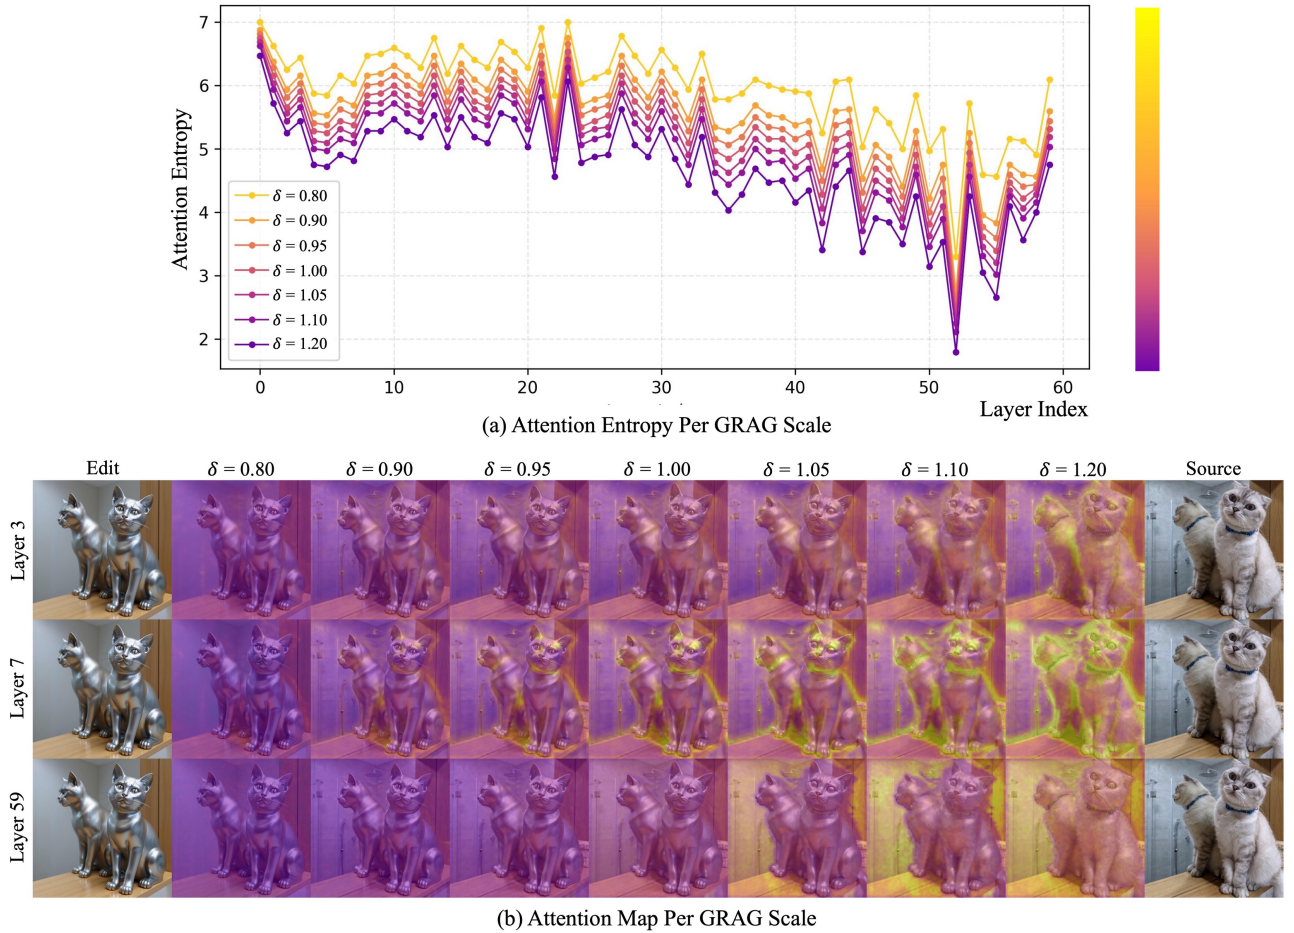 7
6
5
4
3
2
Attention Entropy
δ = 0.80
δ = 0.90
δ = 0.95
δ = 1.00
δ = 1.05
δ = 1.10
δ = 1.20
0 10 20 30 40 50 60
Layer Index
(a) Attention Entropy Per GRAG Scale
Edit δ = 0.80 δ = 0.90 δ = 0.95 δ = 1.00 δ = 1.05 δ = 1.10 δ = 1.20 Source
Layer 3
Layer 7
Layer 59
(b) Attention Map Per GRAG Scale